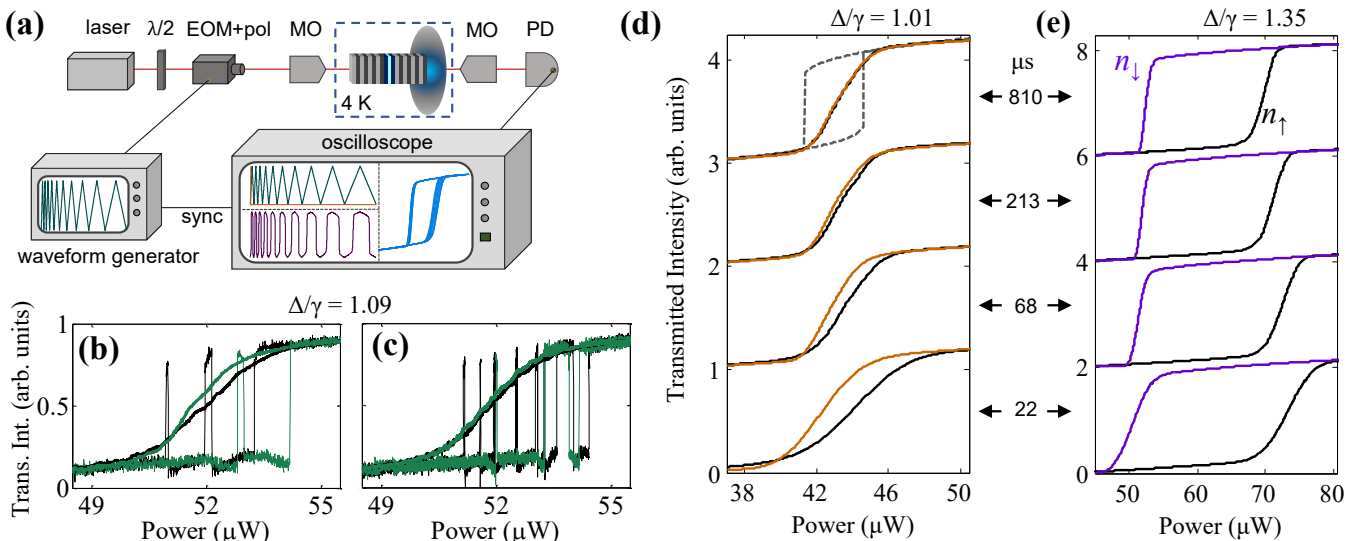 (a)
laser λ/2 EOM+pol MO MO PD
4 K
oscilloscope
sync
waveform generator
Δ/γ = 1.09
(b) (c)
Trans. Int. (arb. units)
1
0.5
0
49 52 55 49 52 55
Power (μW) Power (μW)
(d) Δ/γ = 1.01
Transmitted Intensity (arb. units)
4
3
2
1
0
38 42 46 50
Power (μW)
μs
810
213
68
22
(e) Δ/γ = 1.35
n↓
n↑
8
6
4
2
0
50 60 70 80
Power (μW)